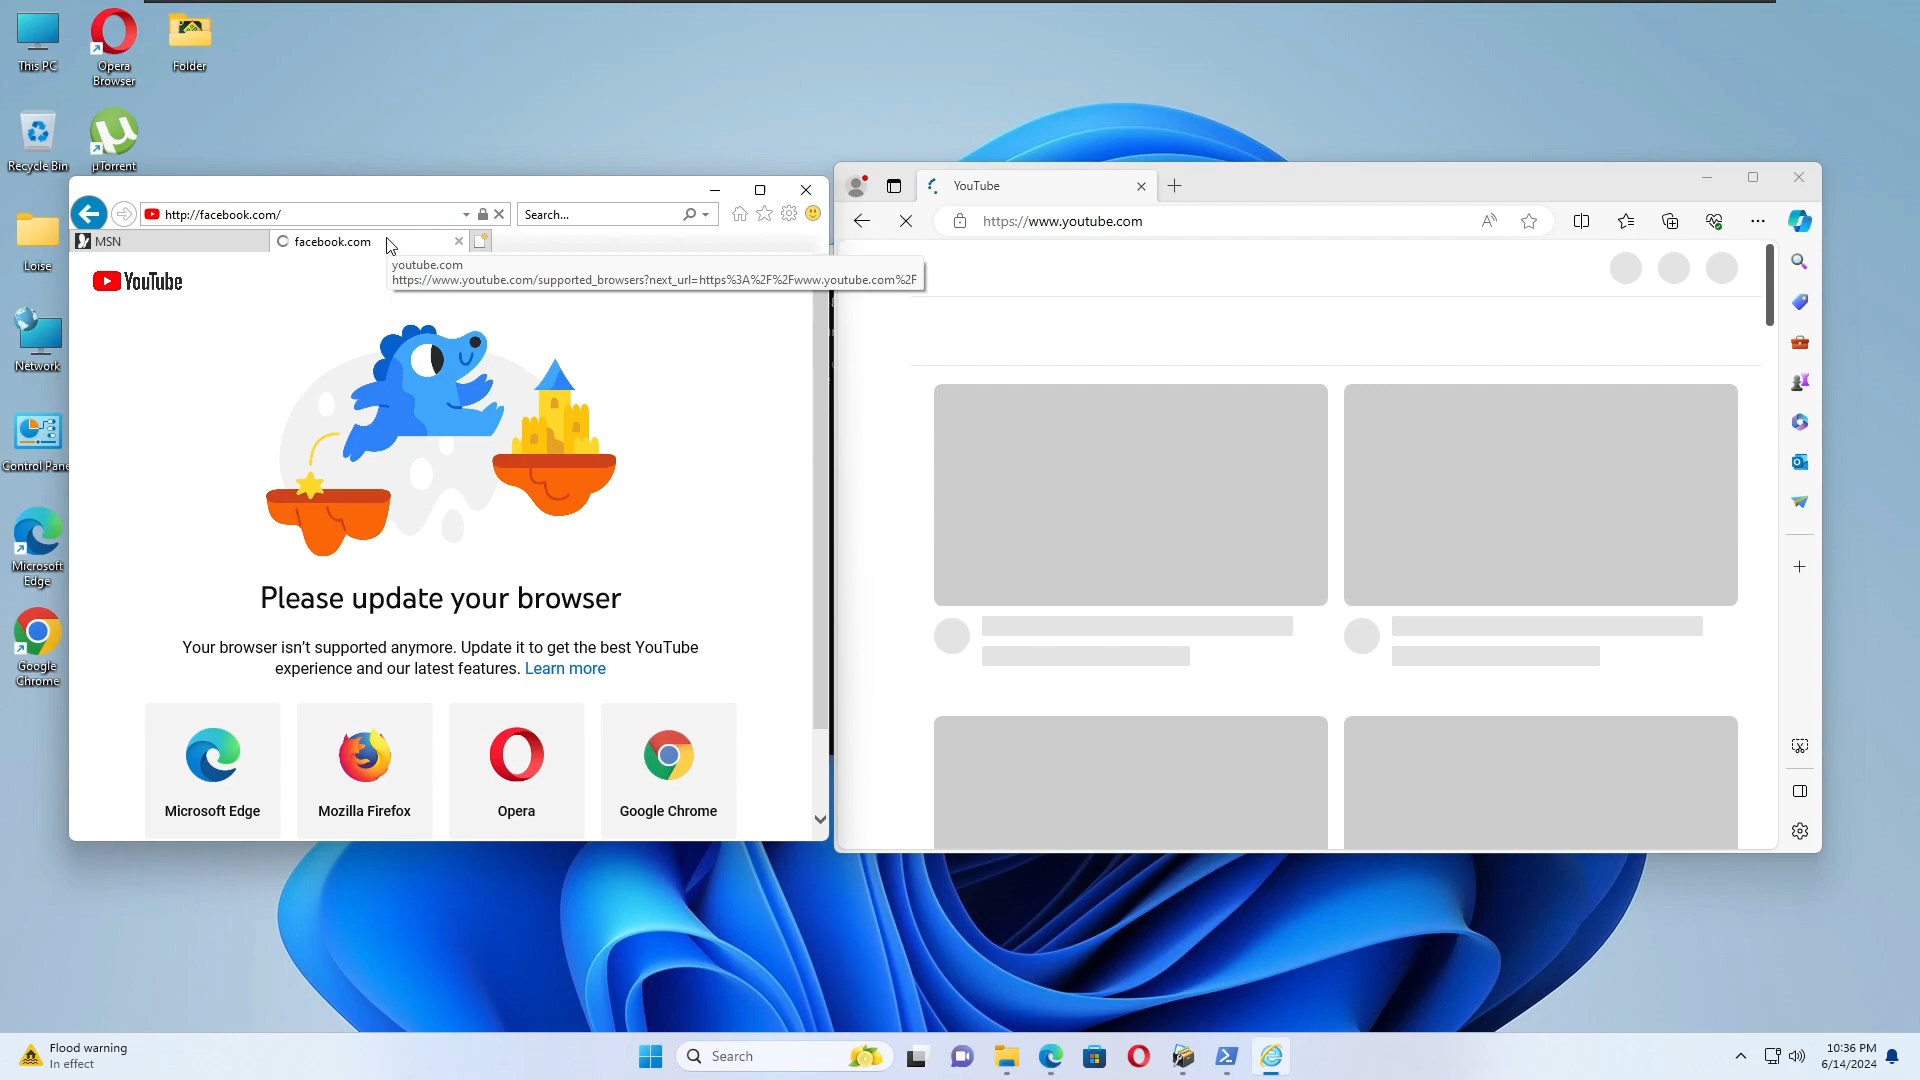 This PC
Opera
Browser
Folder
Recycle Bin
µTorrent
Loise
Network
Control Pane
Microsoft
Edge
Google
Chrome
http://facebook.com/
Search...
MSN
facebook.com
youtube.com
https://www.youtube.com/supported_browsers?next_url=https%3A%2F%2Fwww.youtube.com%2F
YouTube
Please update your browser
Your browser isn't supported anymore. Update it to get the best YouTube
experience and our latest features. Learn more
Microsoft Edge
Mozilla Firefox
Opera
Google Chrome
YouTube
https://www.youtube.com
Flood warning
In effect
Search
10:36 PM
6/14/2024